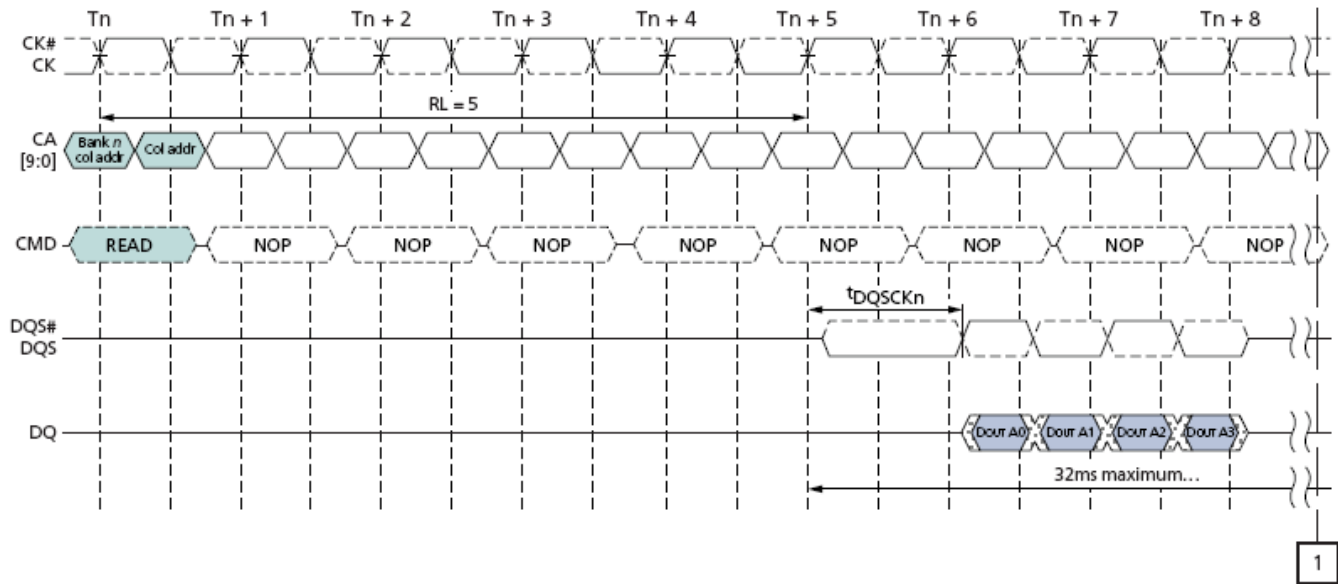 Tn Tn + 1 Tn + 2 Tn + 3 Tn + 4 Tn + 5 Tn + 6 Tn + 7 Tn + 8
CK#
CK
RL = 5
CA
[9:0]
Bank n
col addr
Col addr
CMD READ NOP NOP NOP NOP NOP NOP NOP NOP
tDQSCKn
DQS#
DQS
DQ DOUT A0 DOUT A1 DOUT A2 DOUT A3
32ms maximum...
1